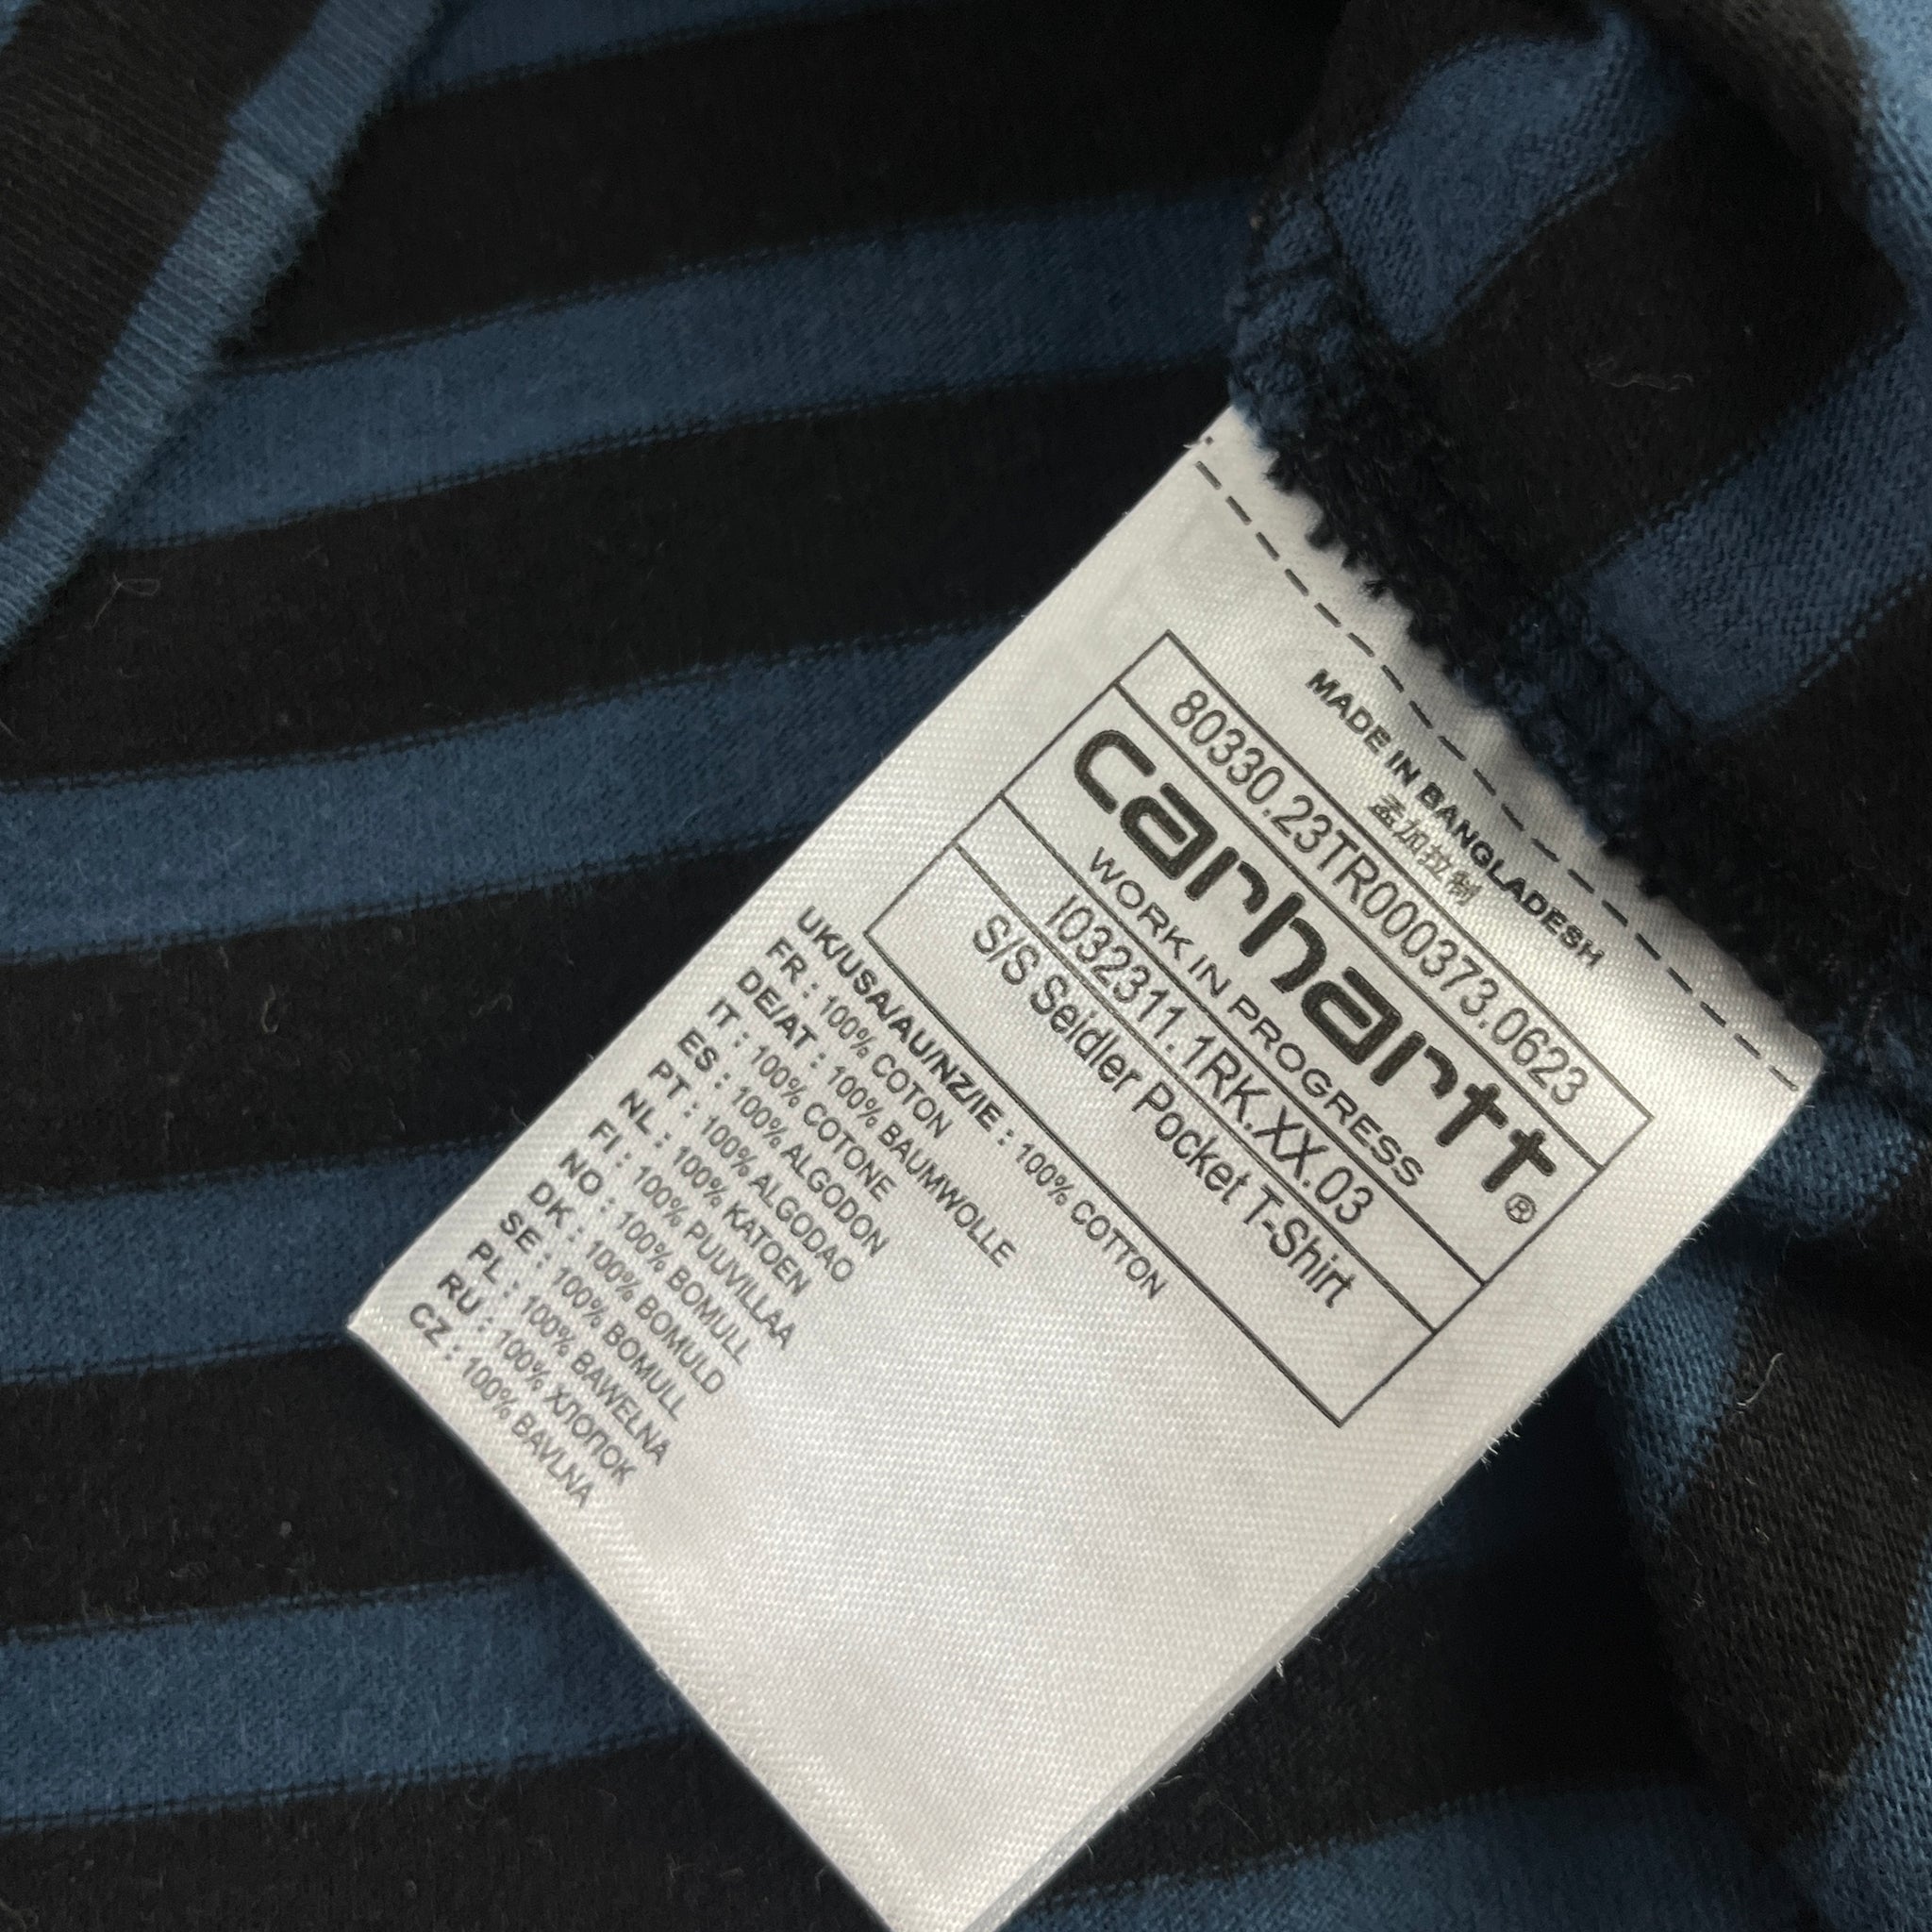 MADE IN BANGLADESH
孟加拉制
80330.23TR000373.0623
carhartt®
WORK IN PROGRESS
I032311.1RK.XX.03
S/S Seidler Pocket T-Shirt
UK/USA/AU/NZ/IE : 100% COTTON
FR : 100% COTON
DE/AT : 100% BAUMWOLLE
IT : 100% COTONE
ES : 100% ALGODON
PT : 100% ALGODAO
NL : 100% KATOEN
FI : 100% PUUVILLAA
NO : 100% BOMULL
DK : 100% BOMULD
SE : 100% BOMULL
PL : 100% BAWELNA
RU : 100% ХЛОПОК
CZ : 100% BAVLNA